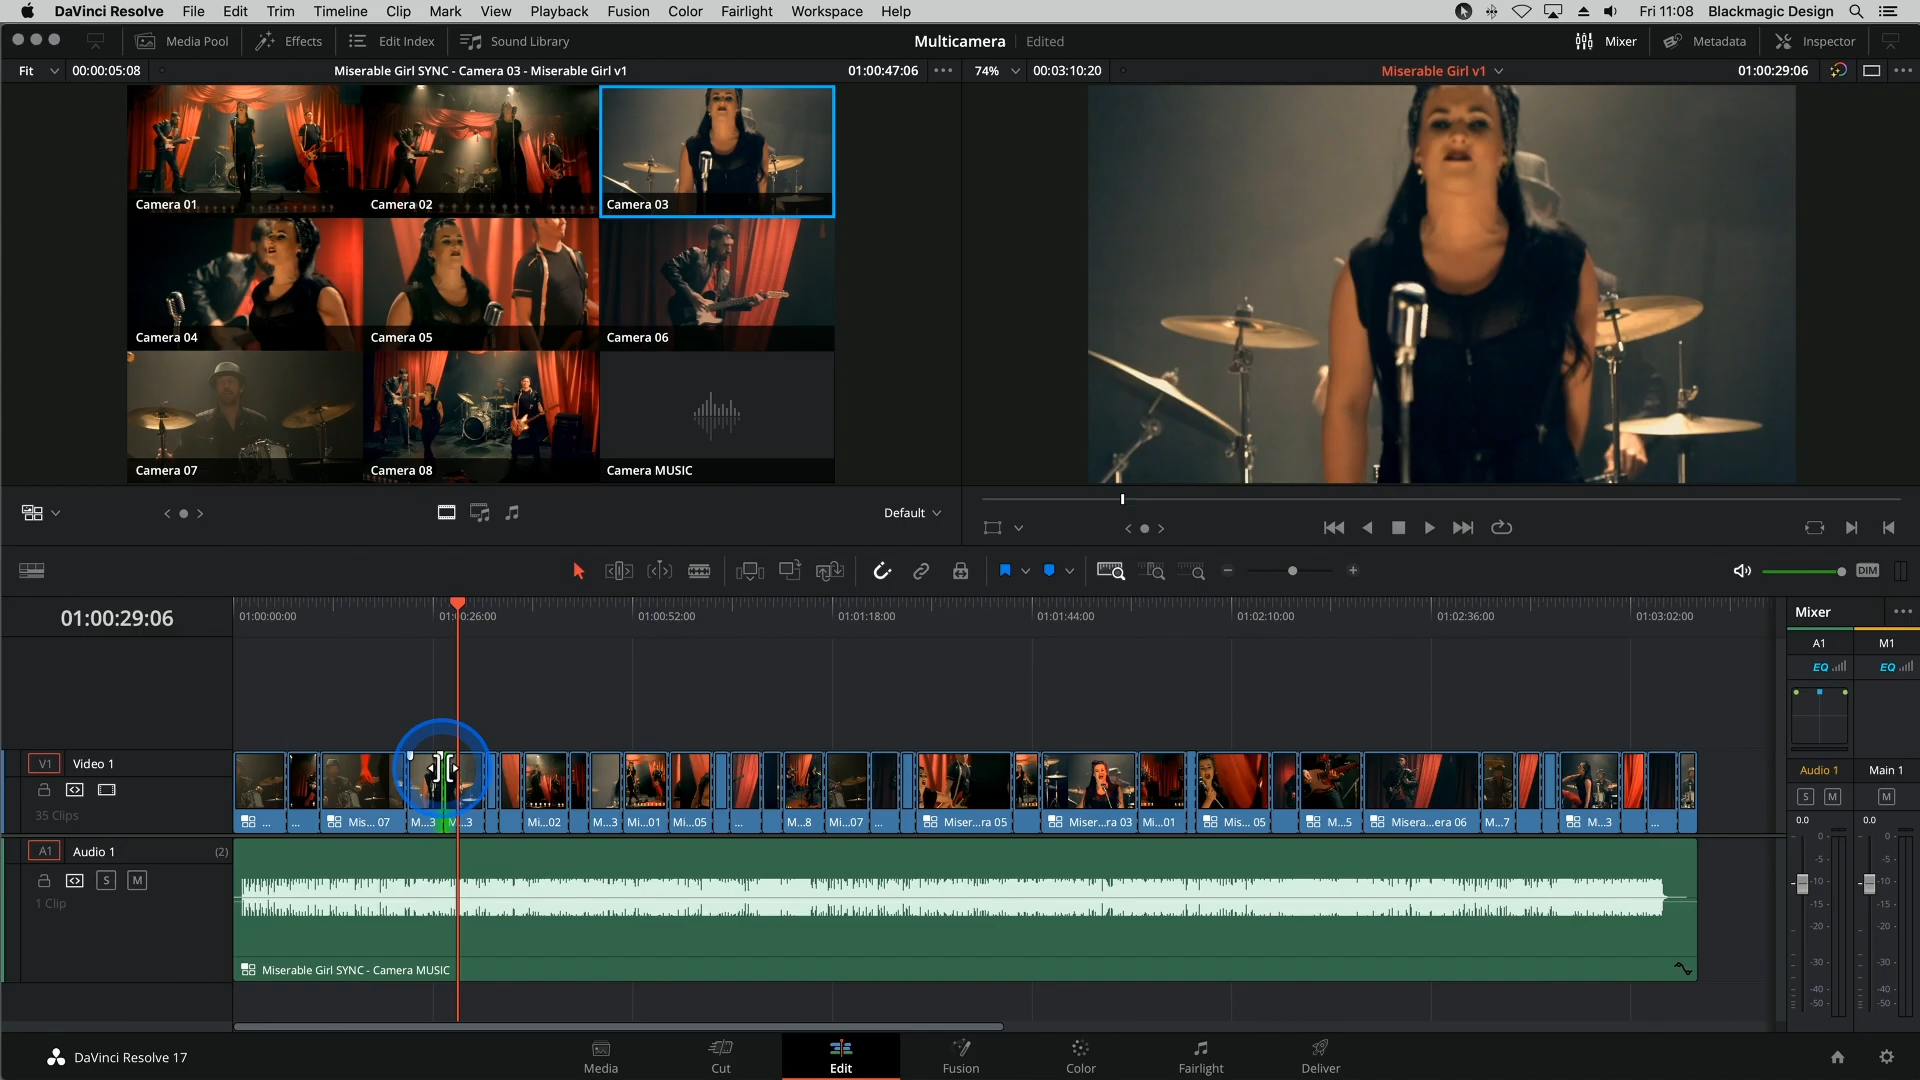 DaVinci Resolve File Edit Trim Timeline Clip Mark View Playback Fusion Color Fairlight Workspace Help Fri 11:08 Blackmagic Design
Media Pool Effects Edit Index Sound Library Multicamera Edited Mixer Metadata Inspector
Fit 00:00:05:08 Miserable Girl SYNC - Camera 03 - Miserable Girl v1 01:00:47:06 74% 00:03:10:20 Miserable Girl v1 01:00:29:06
Camera 01 Camera 02 Camera 03
Camera 04 Camera 05 Camera 06
Camera 07 Camera 08 Camera MUSIC
Default
DIM
01:00:29:06
01:00:00:00 01:00:26:00 01:00:52:00 01:01:18:00 01:01:44:00 01:02:10:00 01:02:36:00 01:03:02:00
Mixer
A1 M1
EQ EQ
V1 Video 1
35 Clips
... ... Mis... 07 M...3 M...3 Mi...02 M...3 Mi...01 Mi...05 ... M...8 Mi...07 ... Miser...ra 05 Miser...ra 03 Mi...01 Mis... 05 M...5 Misera...era 06 M...7 M...3 ...
Audio 1 Main 1
S M M
0.0 0.0
A1 Audio 1 (2)
S M
1 Clip
0 0
-5 -5
-10 -10
-15 -15
-20 -20
-30 -30
-40 -40
-50 -50
Miserable Girl SYNC - Camera MUSIC
DaVinci Resolve 17
Media Cut Edit Fusion Color Fairlight Deliver